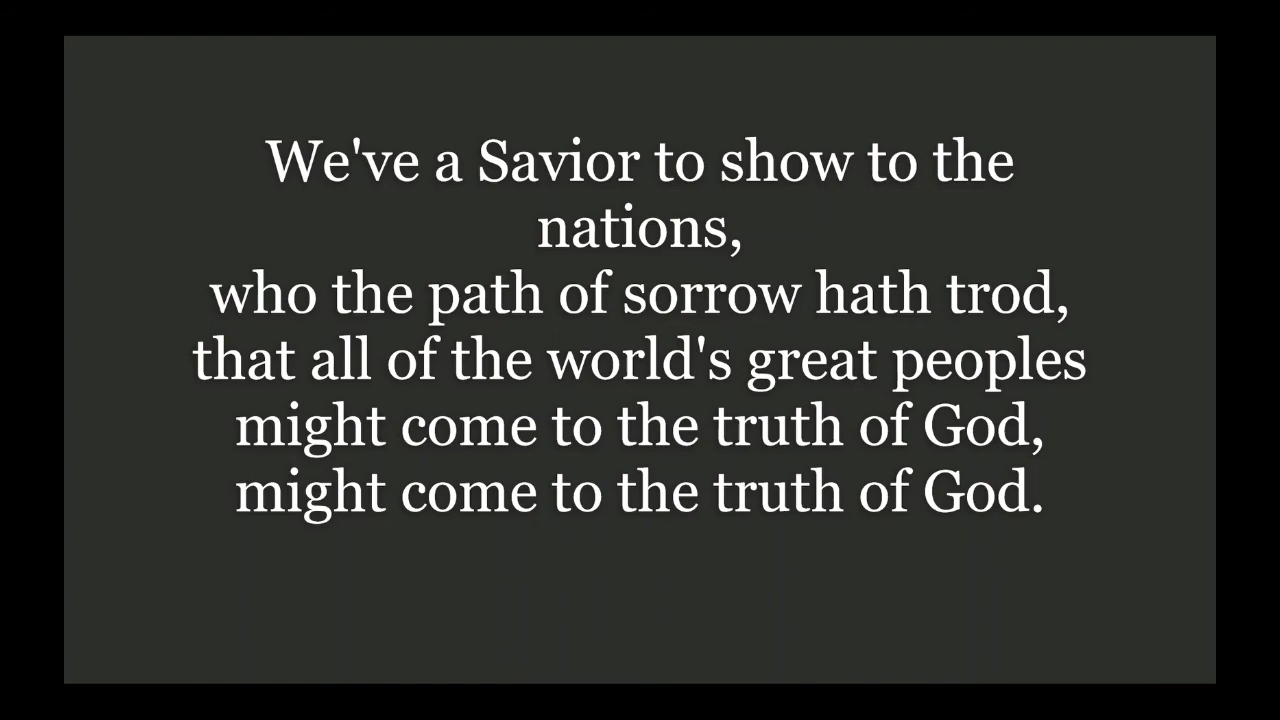 We've a Savior to show to the
nations,
who the path of sorrow hath trod,
that all of the world's great peoples
might come to the truth of God,
might come to the truth of God.